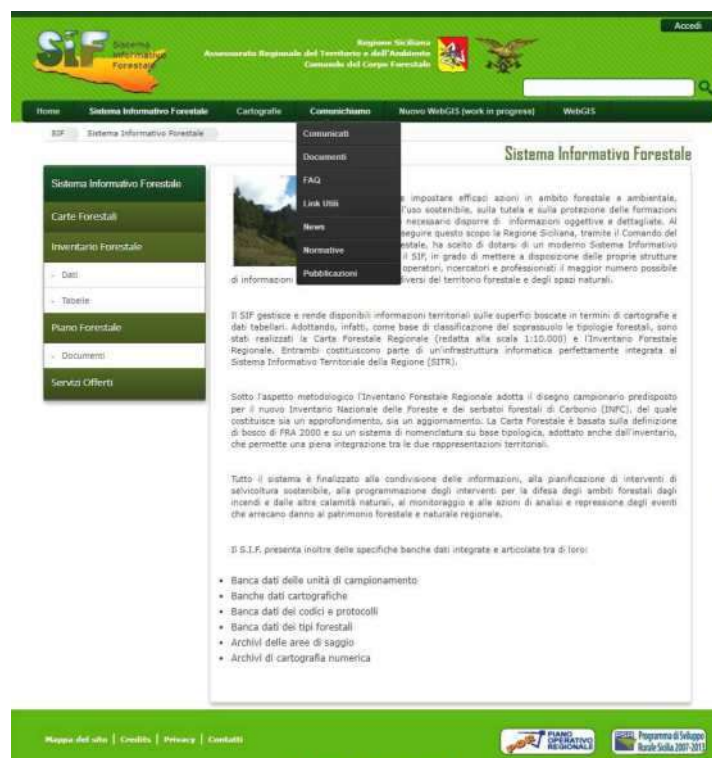 Accedi
SIF Sistema Informativo Forestale
Regione Siciliana
Assessorato Regionale del Territorio e dell'Ambiente
Comando del Corpo Forestale
Home Sistema Informativo Forestale Cartografie Comunichiamo Nuovo WebGIS (work in progress) WebGIS
SIF Sistema Informativo Forestale
Comunicati
Documenti
FAQ
Link Utili
News
Normative
Pubblicazioni
Sistema Informativo Forestale
Sistema Informativo Forestale
Carte Forestali
Inventario Forestale
- Dati
- Tabelle
Piano Forestale
- Documenti
Servizi Offerti
e impostare efficaci azioni in ambito forestale e ambientale,
l'uso sostenibile, sulla tutela e sulla protezione delle formazioni
necessario disporre di informazioni oggettive e dettagliate. Al
seguire questo scopo la Regione Siciliana, tramite il Comando del
estale, ha scelto di dotarsi di un moderno Sistema Informativo
il SIF, in grado di mettere a disposizione delle proprie strutture
operatori, ricercatori e professionisti il maggior numero possibile
di informazioni diversi del territorio forestale e degli spazi naturali.
Il SIF gestisce e rende disponibili informazioni territoriali sulle superfici boscate in termini di cartografie e
dati tabellari. Adottando, infatti, come base di classificazione del soprassuolo le tipologie forestali, sono
stati realizzati la Carta Forestale Regionale (redatta alla scala 1:10.000) e l'Inventario Forestale
Regionale. Entrambi costituiscono parte di un'infrastruttura informatica perfettamente integrata al
Sistema Informativo Territoriale della Regione (SITR).
Sotto l'aspetto metodologico l'Inventario Forestale Regionale adotta il disegno campionario predisposto
per il nuovo Inventario Nazionale delle Foreste e dei serbatoi forestali di Carbonio (INFC), del quale
costituisce sia un approfondimento, sia un aggiornamento. La Carta Forestale è basata sulla definizione
di bosco di FRA 2000 e su un sistema di nomenclatura su base tipologica, adottato anche dall'inventario,
che permette una piena integrazione tra le due rappresentazioni territoriali.
Tutto il sistema è finalizzato alla condivisione delle informazioni, alla pianificazione di interventi di
selvicoltura sostenibile, alla programmazione degli interventi per la difesa degli ambiti forestali dagli
incendi e dalle altre calamità naturali, al monitoraggio e alle azioni di analisi e repressione degli eventi
che arrecano danno al patrimonio forestale e naturale regionale.
Il S.I.F. presenta inoltre delle specifiche banche dati integrate e articolate tra di loro:
• Banca dati delle unità di campionamento
• Banche dati cartografiche
• Banca dati dei codici e protocolli
• Banca dati dei tipi forestali
• Archivi delle aree di saggio
• Archivi di cartografia numerica
Mappa del sito | Credits | Privacy | Contatti
PORT PIANO OPERATIVO REGIONALE
Programma di Sviluppo
Rurale Sicilia 2007-2013